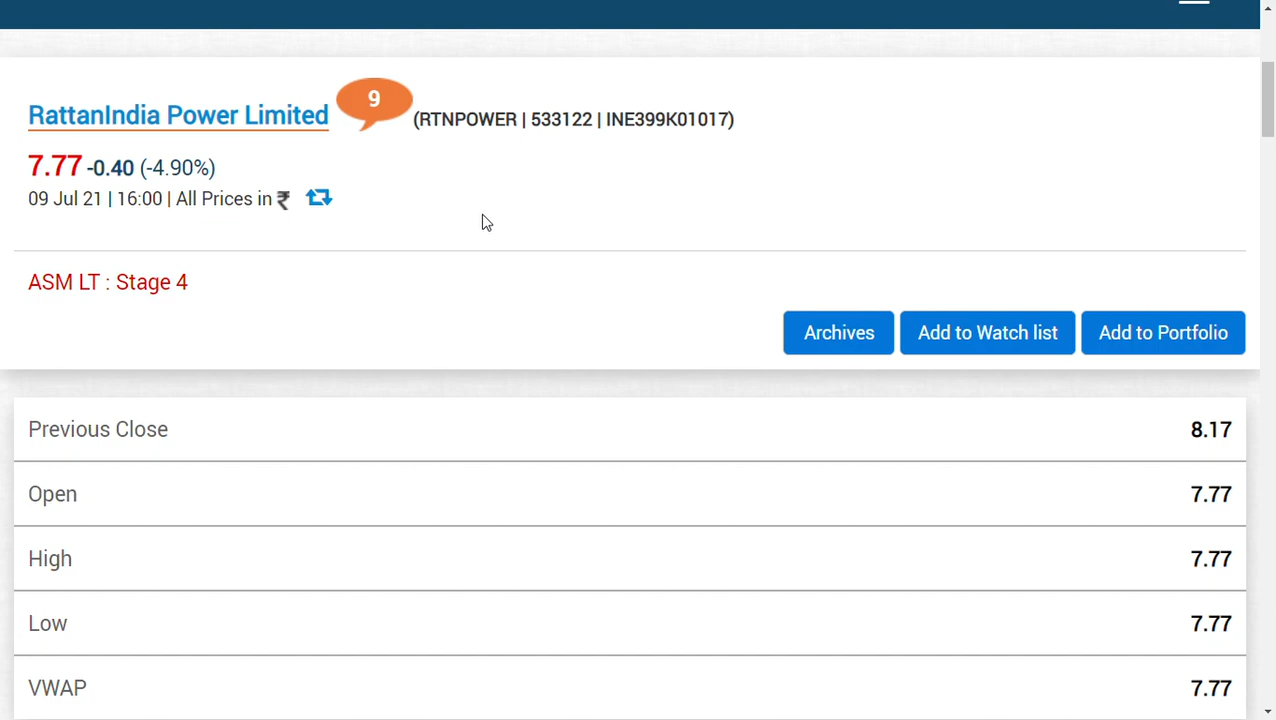 RattanIndia Power Limited 9 (RTNPOWER | 533122 | INE399K01017)
7.77 -0.40 (-4.90%)
09 Jul 21 | 16:00 | All Prices in ₹
ASM LT : Stage 4
Archives Add to Watch list Add to Portfolio
Previous Close 8.17
Open 7.77
High 7.77
Low 7.77
VWAP 7.77